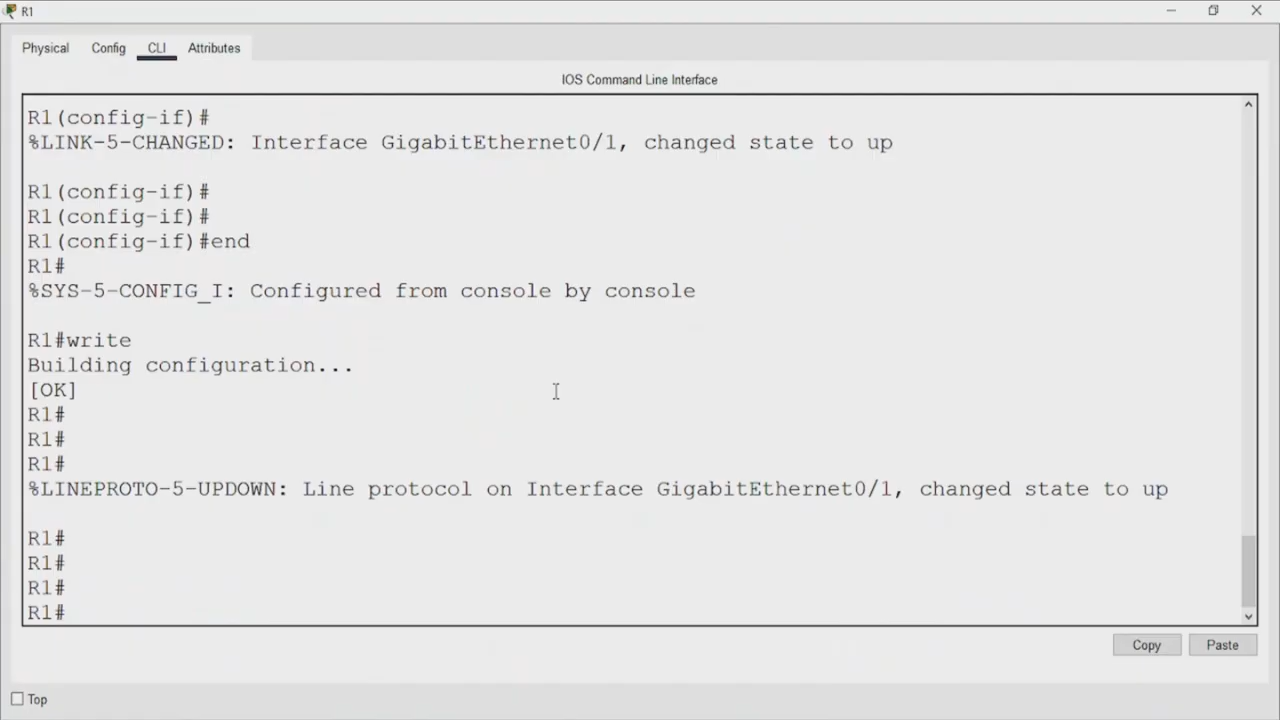 R1
Physical Config CLI Attributes
IOS Command Line Interface
R1(config-if)#
%LINK-5-CHANGED: Interface GigabitEthernet0/1, changed state to up
R1(config-if)#
R1(config-if)#
R1(config-if)#end
R1#
%SYS-5-CONFIG_I: Configured from console by console
R1#write
Building configuration...
[OK]
R1#
R1#
R1#
%LINEPROTO-5-UPDOWN: Line protocol on Interface GigabitEthernet0/1, changed state to up
R1#
R1#
R1#
R1#
Copy Paste
Top